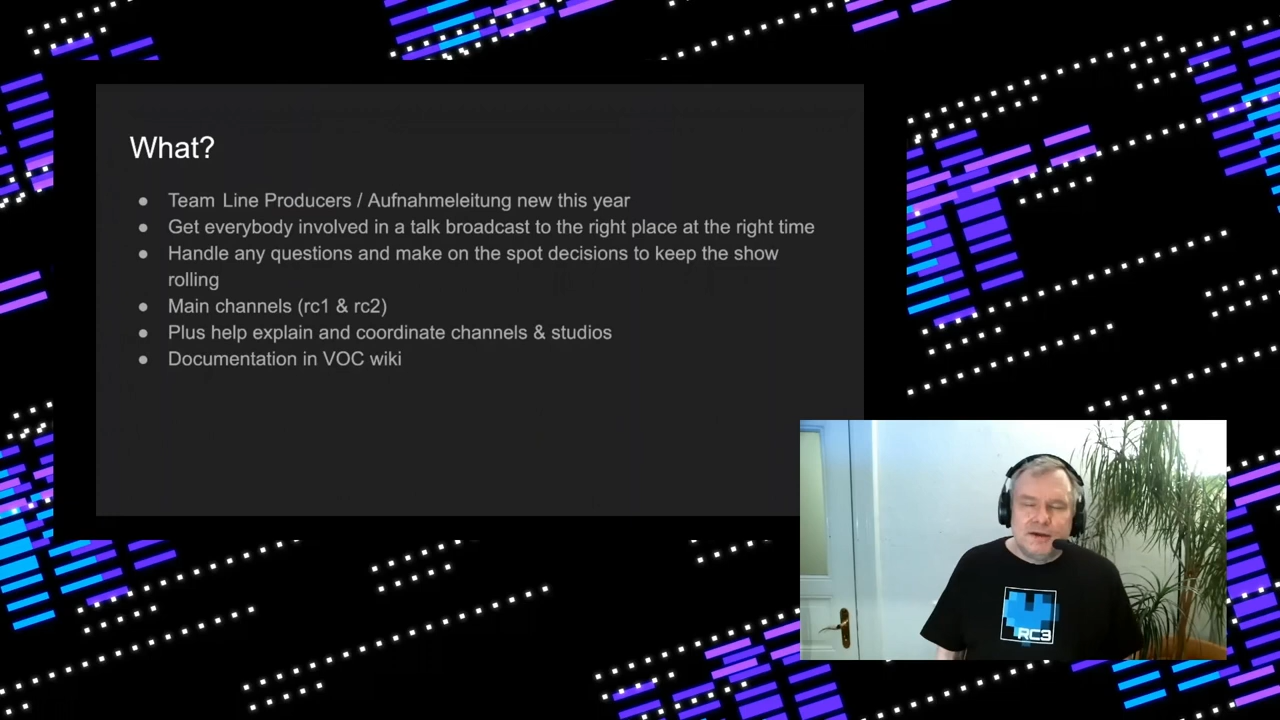 What?
● Team Line Producers / Aufnahmeleitung new this year
● Get everybody involved in a talk broadcast to the right place at the right time
● Handle any questions and make on the spot decisions to keep the show
rolling
● Main channels (rc1 & rc2)
● Plus help explain and coordinate channels & studios
● Documentation in VOC wiki
RC3